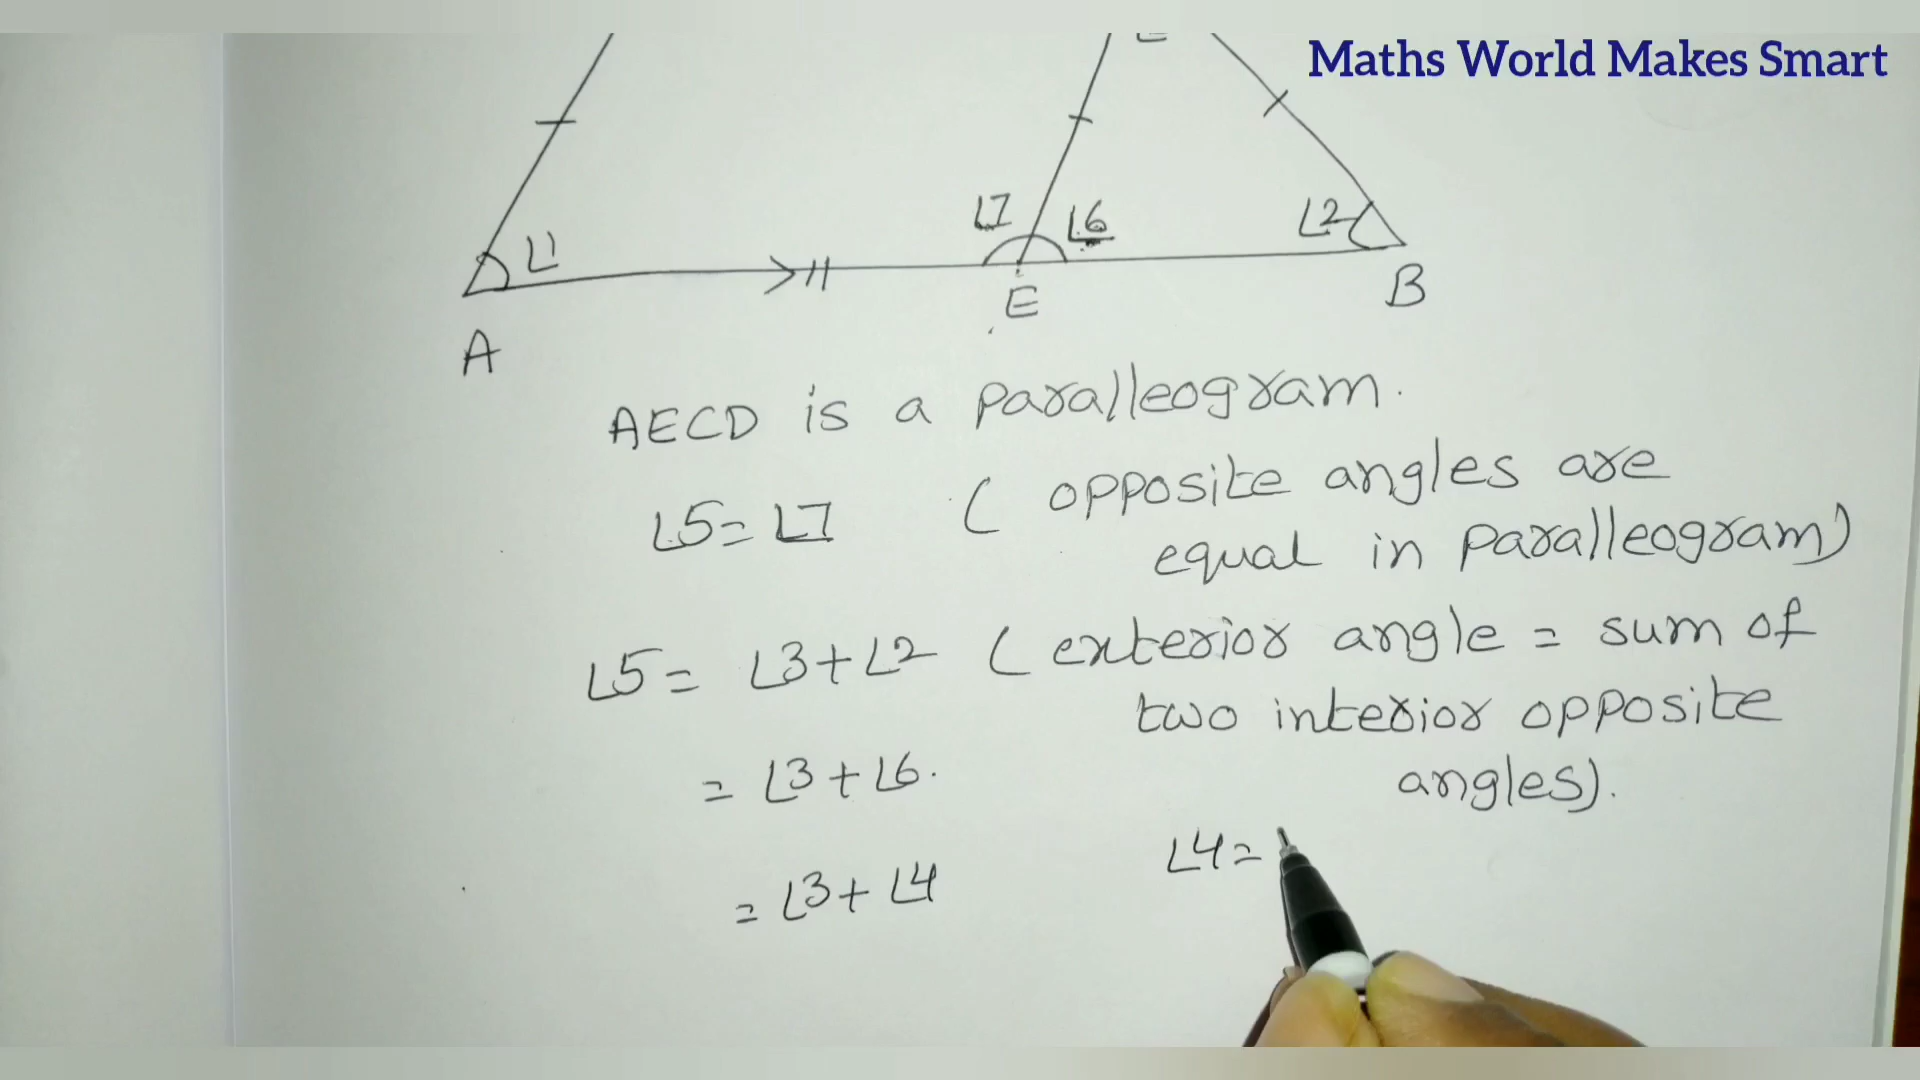 Maths World Makes Smart
∠7 ∠6 ∠2
∠1
E B
A
AECD is a paralleogram.
∠5 = ∠7 ( opposite angles are
equal in paralleogram)
∠5 = ∠3 + ∠2 ( exterior angle = sum of
two interior opposite
= ∠3 + ∠6. angles).
∠4 =
= ∠3 + ∠4